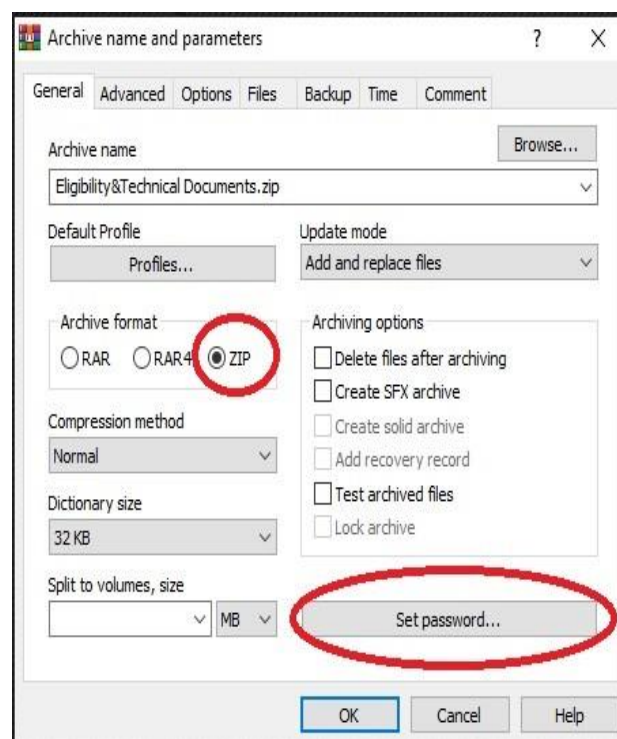 Archive name and parameters
? X
General Advanced Options Files Backup Time Comment
Archive name
Browse...
Eligibility&Technical Documents.zip
Default Profile
Profiles...
Update mode
Add and replace files
Archive format
RAR RAR4 ZIP
Compression method
Normal
Dictionary size
32 KB
Split to volumes, size
MB
Archiving options
Delete files after archiving
Create SFX archive
Create solid archive
Add recovery record
Test archived files
Lock archive
Set password...
OK Cancel Help